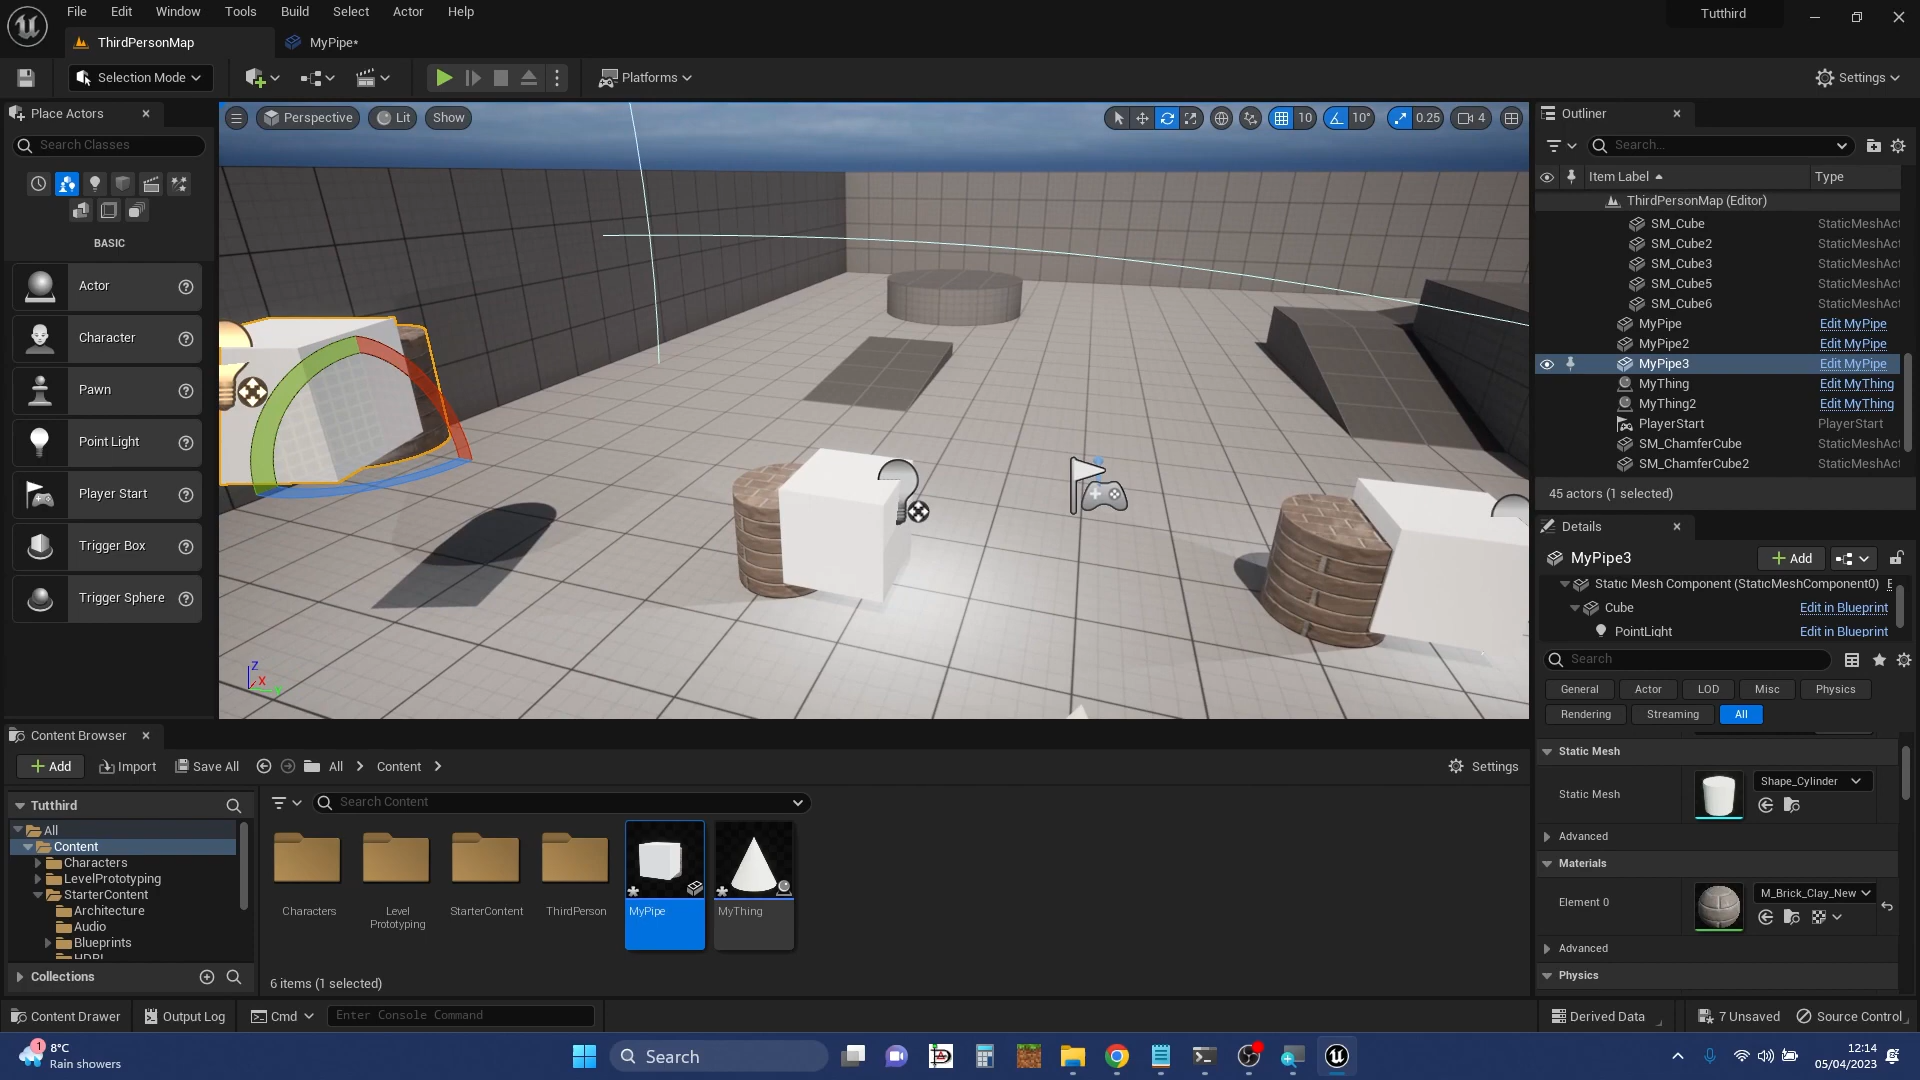 File Edit Window Tools Build Select Actor Help
Tutthird
ThirdPersonMap
MyPipe*
Selection Mode
Platforms
Settings
Place Actors
Search Classes
BASIC
Actor
Character
Pawn
Point Light
Player Start
Trigger Box
Trigger Sphere
Perspective
Lit
Show
10
10°
0.25
4
Z
X
Outliner
Search...
Item Label
Type
ThirdPersonMap (Editor)
SM_Cube StaticMeshAct
SM_Cube2 StaticMeshAct
SM_Cube3 StaticMeshAct
SM_Cube5 StaticMeshAct
SM_Cube6 StaticMeshAct
MyPipe Edit MyPipe
MyPipe2 Edit MyPipe
MyPipe3 Edit MyPipe
MyThing Edit MyThing
MyThing2 Edit MyThing
PlayerStart PlayerStart
SM_ChamferCube StaticMeshAct
SM_ChamferCube2 StaticMeshAct
45 actors (1 selected)
Details
MyPipe3
Add
Static Mesh Component (StaticMeshComponent0)
Cube Edit in Blueprint
PointLight Edit in Blueprint
Search
General Actor LOD Misc Physics
Rendering Streaming All
Static Mesh
Static Mesh
Shape_Cylinder
Advanced
Materials
Element 0
M_Brick_Clay_New
Advanced
Physics
Content Browser
Add
Import
Save All
All
Content
Settings
Tutthird
All
Content
Characters
LevelPrototyping
StarterContent
Architecture
Audio
Blueprints
HDRI
Collections
Search Content
Characters
Level
Prototyping
StarterContent
ThirdPerson
MyPipe
MyThing
6 items (1 selected)
Content Drawer
Output Log
Cmd
Enter Console Command
Derived Data
7 Unsaved
Source Control
1
8°C
Rain showers
Search
12:14
05/04/2023